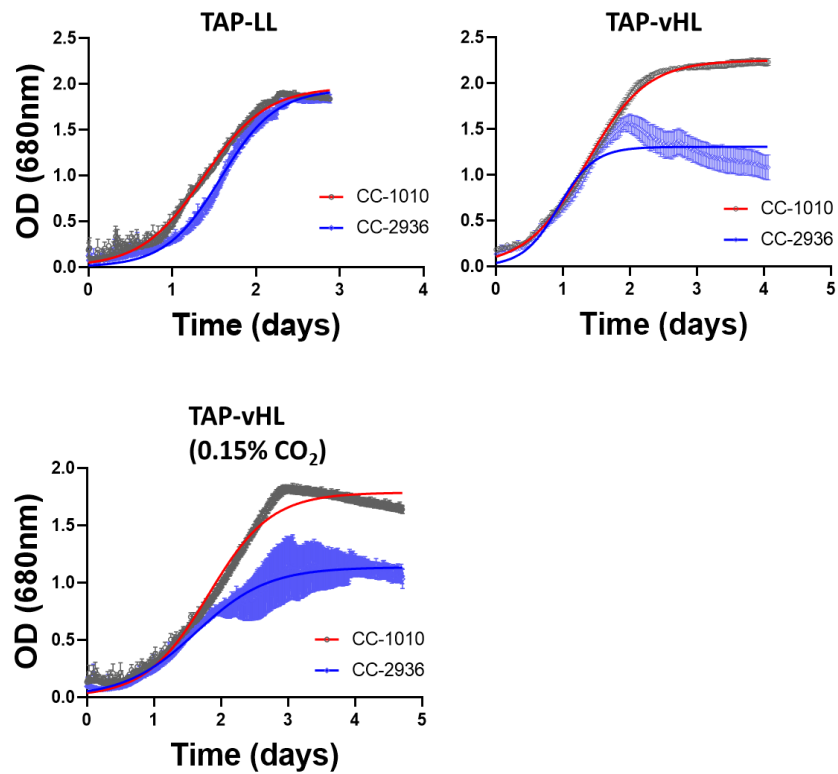 TAP-LL
OD (680nm)
2.5
2.0
1.5
1.0
0.5
0.0
CC-1010
CC-2936
0 1 2 3 4
Time (days)
TAP-vHL
2.5
2.0
1.5
1.0
0.5
0.0
CC-1010
CC-2936
0 1 2 3 4 5
Time (days)
TAP-vHL
(0.15% CO₂)
OD (680nm)
2.0
1.5
1.0
0.5
0.0
CC-1010
CC-2936
0 1 2 3 4 5
Time (days)